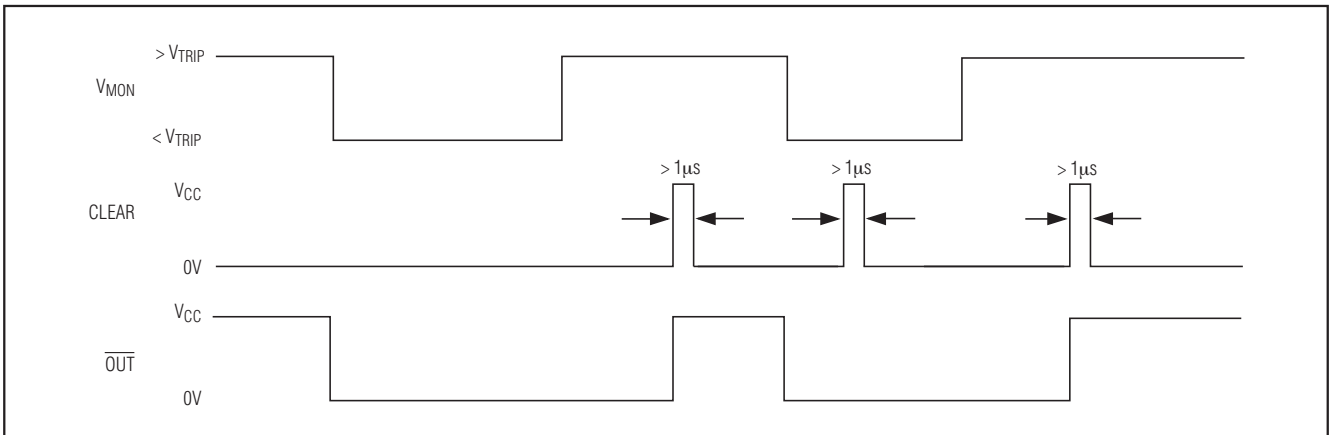 > VTRIP
VMON
< VTRIP
> 1µs > 1µs > 1µs
VCC
CLEAR
0V
VCC
OUT
0V